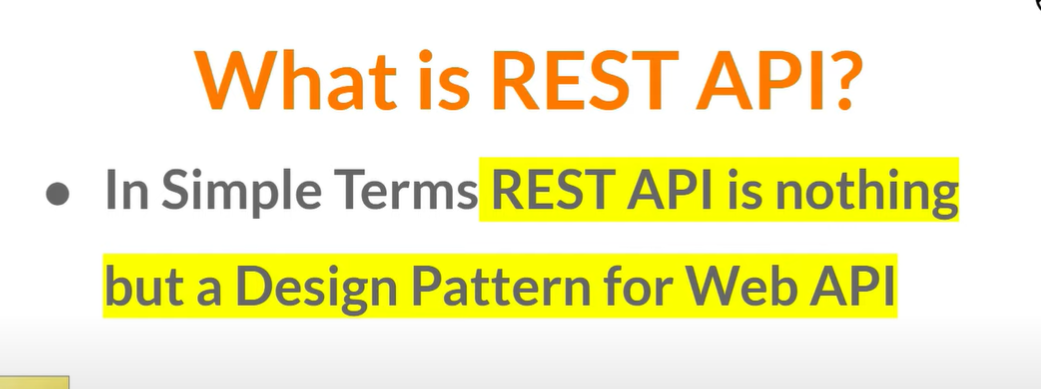 What is REST API?
● In Simple Terms REST API is nothing
but a Design Pattern for Web API